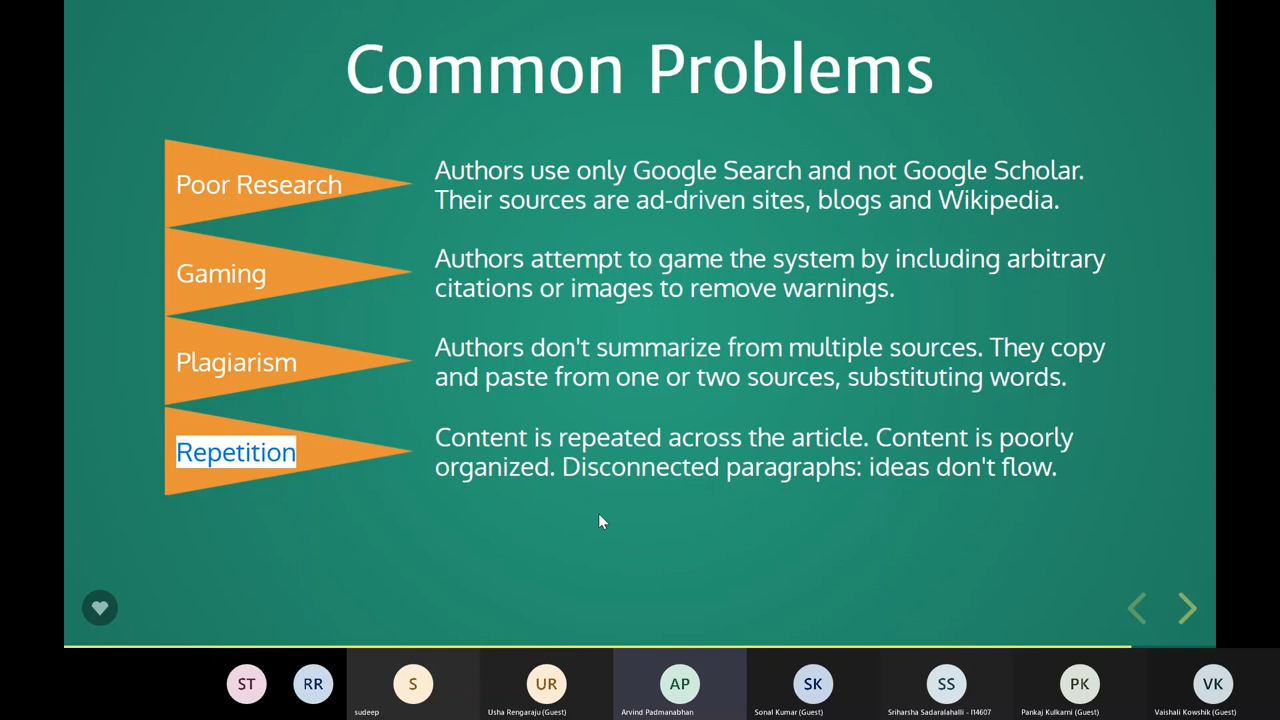 Common Problems
Poor Research
Authors use only Google Search and not Google Scholar.
Their sources are ad-driven sites, blogs and Wikipedia.
Gaming
Authors attempt to game the system by including arbitrary
citations or images to remove warnings.
Plagiarism
Authors don't summarize from multiple sources. They copy
and paste from one or two sources, substituting words.
Repetition
Content is repeated across the article. Content is poorly
organized. Disconnected paragraphs: ideas don't flow.
ST
RR
S
UR
AP
SK
SS
PK
VK
sudeep
Usha Rengaraju (Guest)
Arvind Padmanabhan
Sonal Kumar (Guest)
Sriharsha Sadaralahalli - I14607
Pankaj Kulkarni (Guest)
Vaishali Kowshik (Guest)